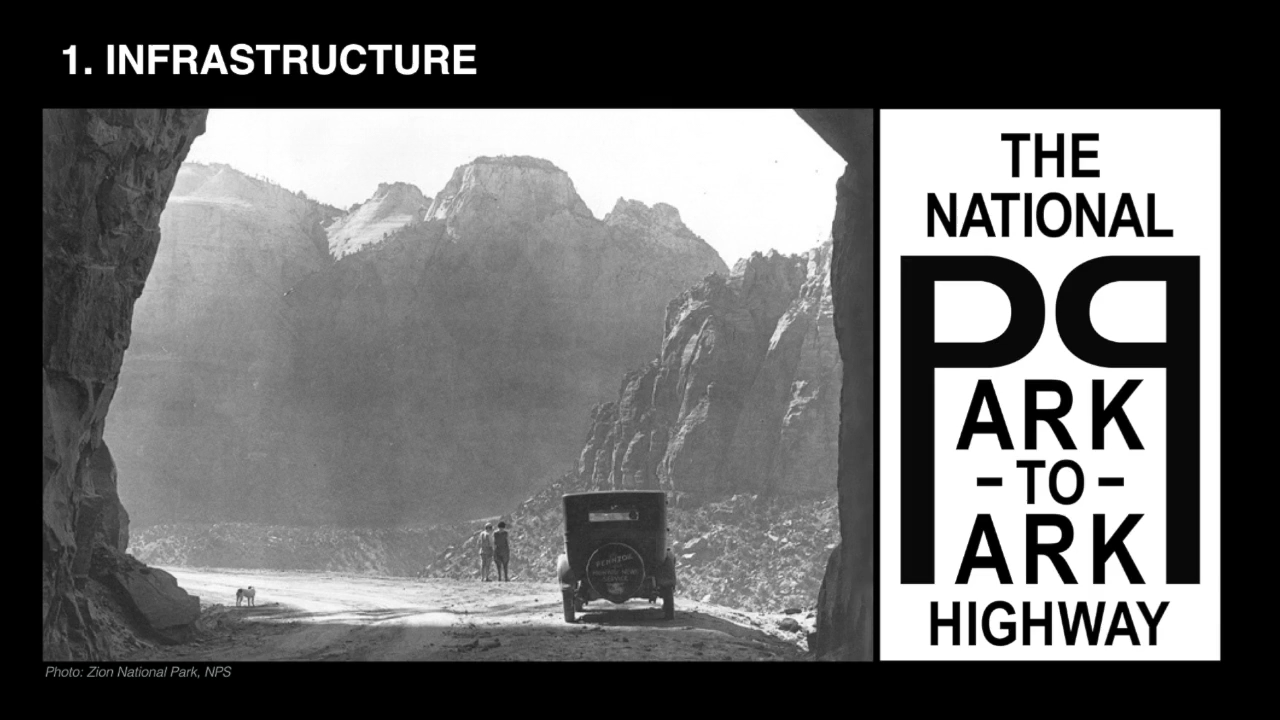 1. INFRASTRUCTURE
THE
NATIONAL
PARK
- TO -
PARK
HIGHWAY
PENNZOIL
Photo: Zion National Park, NPS